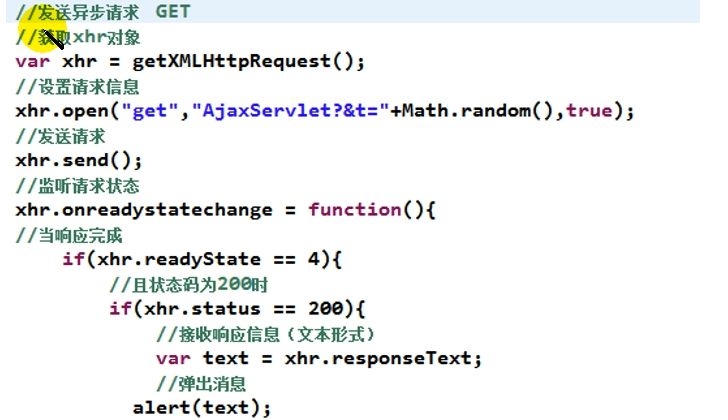 //发送异步请求 GET
//获取xhr对象
var xhr = getXMLHttpRequest();
//设置请求信息
xhr.open("get","AjaxServlet?&t="+Math.random(),true);
//发送请求
xhr.send();
//监听请求状态
xhr.onreadystatechange = function(){
//当响应完成
if(xhr.readyState == 4){
//且状态码为200时
if(xhr.status == 200){
//接收响应信息（文本形式）
var text = xhr.responseText;
//弹出消息
alert(text);